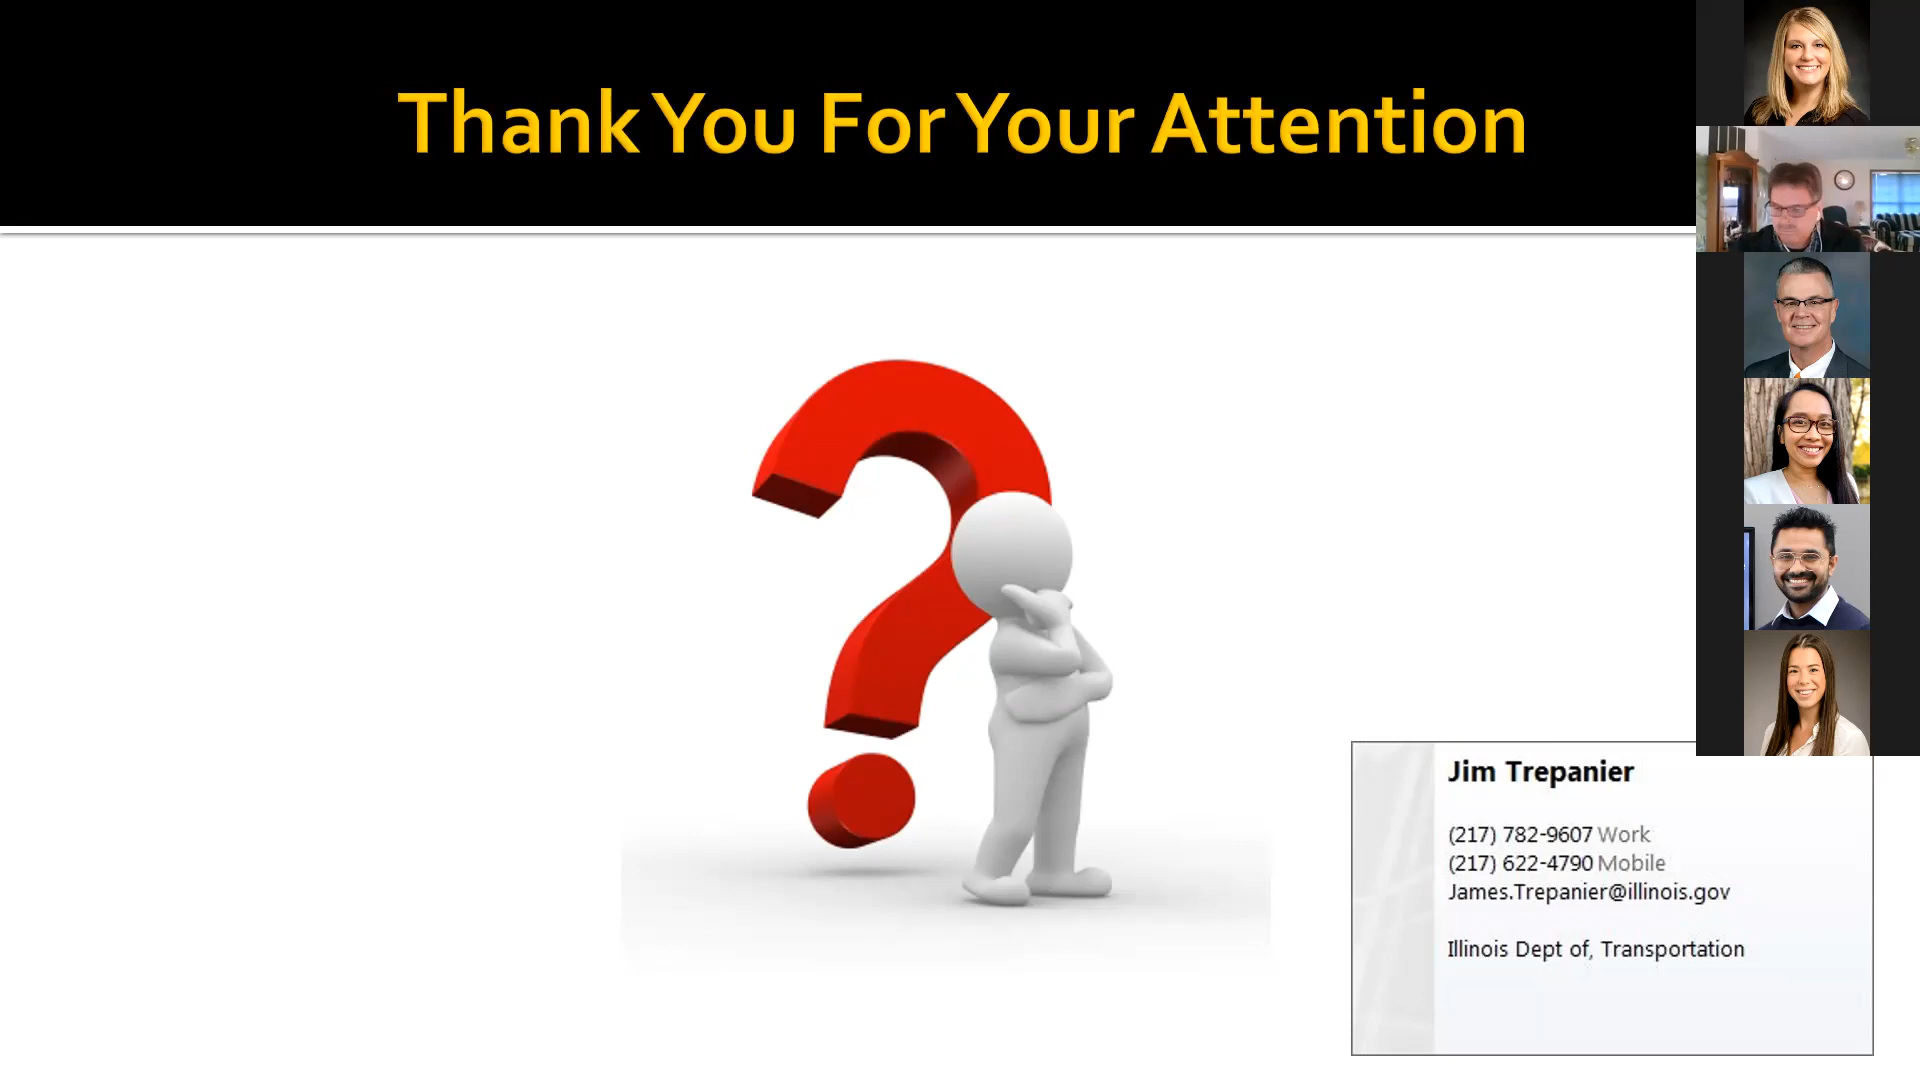 Thank You For Your Attention
Jim Trepanier
(217) 782-9607 Work
(217) 622-4790 Mobile
James.Trepanier@illinois.gov
Illinois Dept of, Transportation